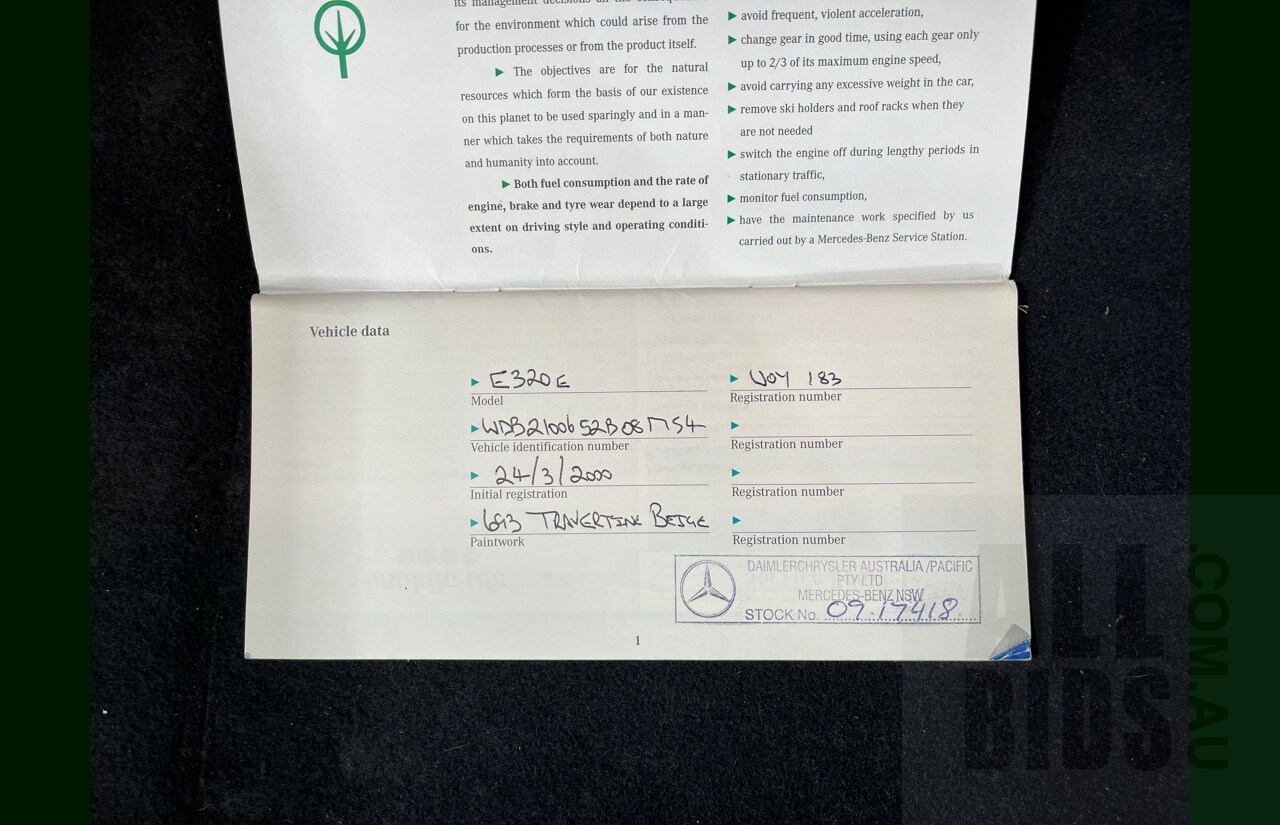 for the environment which could arise from the
production processes or from the product itself.
▶ The objectives are for the natural
resources which form the basis of our existence
on this planet to be used sparingly and in a man-
ner which takes the requirements of both nature
and humanity into account.
▶ Both fuel consumption and the rate of
engine, brake and tyre wear depend to a large
extent on driving style and operating conditi-
ons.
▶ avoid frequent, violent acceleration,
▶ change gear in good time, using each gear only
up to 2/3 of its maximum engine speed,
▶ avoid carrying any excessive weight in the car,
▶ remove ski holders and roof racks when they
are not needed
▶ switch the engine off during lengthy periods in
stationary traffic,
▶ monitor fuel consumption,
▶ have the maintenance work specified by us
carried out by a Mercedes-Benz Service Station.
Vehicle data
▶ E320E
Model
Vehicle identification number
▶ 24/3/2000
Initial registration
▶ 693 TRAVERTINE BEIGE
Paintwork
▶ 183
Registration number
▶
Registration number
▶
Registration number
▶
Registration number
DAIMLERCHRYSLER AUSTRALIA/PACIFIC
PTY LTD
MERCEDES-BENZ NSW
STOCK No. 09.17418
1
ALL
BIDS
.COM.AU